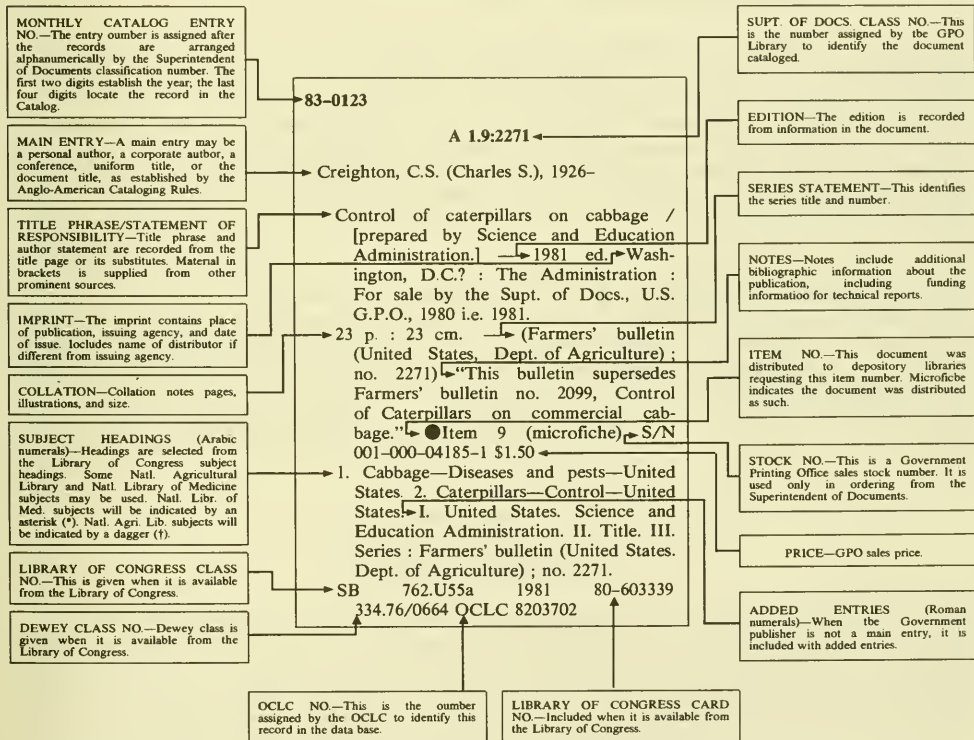 MONTHLY CATALOG ENTRY
NO.—The entry oumber is assigned after
the records are arranged
alphanumerically by the Superintendent
of Documents classification number. The
first two digits establish the year; the last
four digits locate the record in the
Catalog.
MAIN ENTRY—A main entry may be
a personal author, a corporate autbor, a
conference, uniform title, or the
document title, as established by the
Anglo-American Cataloging Rules.
TITLE PHRASE/STATEMENT OF
RESPONSIBILITY—Title phrase and
author statement are recorded from the
title page or its substitutes. Material in
brackets is supplied from other
prominent sources.
IMPRINT—The imprint contains place
of publication, issuing agency, and date
of issue. Iocludes name of distributor if
different from issuing agency.
COLLATION—Collation notes pages,
illustrations, and size.
SUBJECT HEADINGS (Arabic
numerals)—Headings are selected from
the Library of Congress subject
headings. Some Natl. Agricultural
Library and Natl. Library of Medicine
subjects may be used. Natl. Libr. of
Med. subjects will be indicated by an
asterisk (*). Natl. Agri. Lib. subjects will
be indicated by a dagger (†).
LIBRARY OF CONGRESS CLASS
NO.—This is given when it is available
from the Library of Congress.
DEWEY CLASS NO.—Dewey class is
given wben it is available from the
Library of Congress.
83-0123
A 1.9:2271
Creighton, C.S. (Charles S.), 1926–
Control of caterpillars on cabbage /
[prepared by Science and Education
Administration.] — 1981 ed. Wash-
ington, D.C.? : The Administration :
For sale by the Supt. of Docs., U.S.
G.P.O., 1980 i.e. 1981.
23 p. : 23 cm. — (Farmers' bulletin
(United States, Dept. of Agriculture) ;
no. 2271) "This bulletin supersedes
Farmers' bulletin no. 2099, Control
of Caterpillars on commercial cab-
bage." ●Item 9 (microfiche) S/N
001-000-04185-1 $1.50
1. Cabbage—Diseases and pests—United
States. 2. Caterpillars—Control—United
States I. United States. Science and
Education Administration. II. Title. III.
Series : Farmers' bulletin (United States.
Dept. of Agriculture) ; no. 2271.
SB 762.U55a 1981 80-603339
334.76/0664 OCLC 8203702
SUPT. OF DOCS. CLASS NO.—This
is the number assigned by tbe GPO
Library to identify the document
cataloged.
EDITION—The edition is recorded
from information in the document.
SERIES STATEMENT—This identifies
the series title and number.
NOTES—Notes include additional
bibliographic information about the
publication, including funding
informatioo for technical reports.
ITEM NO.—This document was
distributed to depository libraries
requesting this item number. Microficbe
indicates the document was distributed
as such.
STOCK NO.—This is a Government
Printing Office sales stock number. It is
used only in ordering from the
Superintendent of Documents.
PRICE—GPO sales price.
ADDED ENTRIES (Roman
numerals)—When tbe Government
publisher is not a main entry, it is
included with added entries.
OCLC NO.—This is the oumber
assigned by the OCLC to identify this
record in the data base.
LIBRARY OF CONGRESS CARD
NO.—Included when it is available from
the Library of Congress.